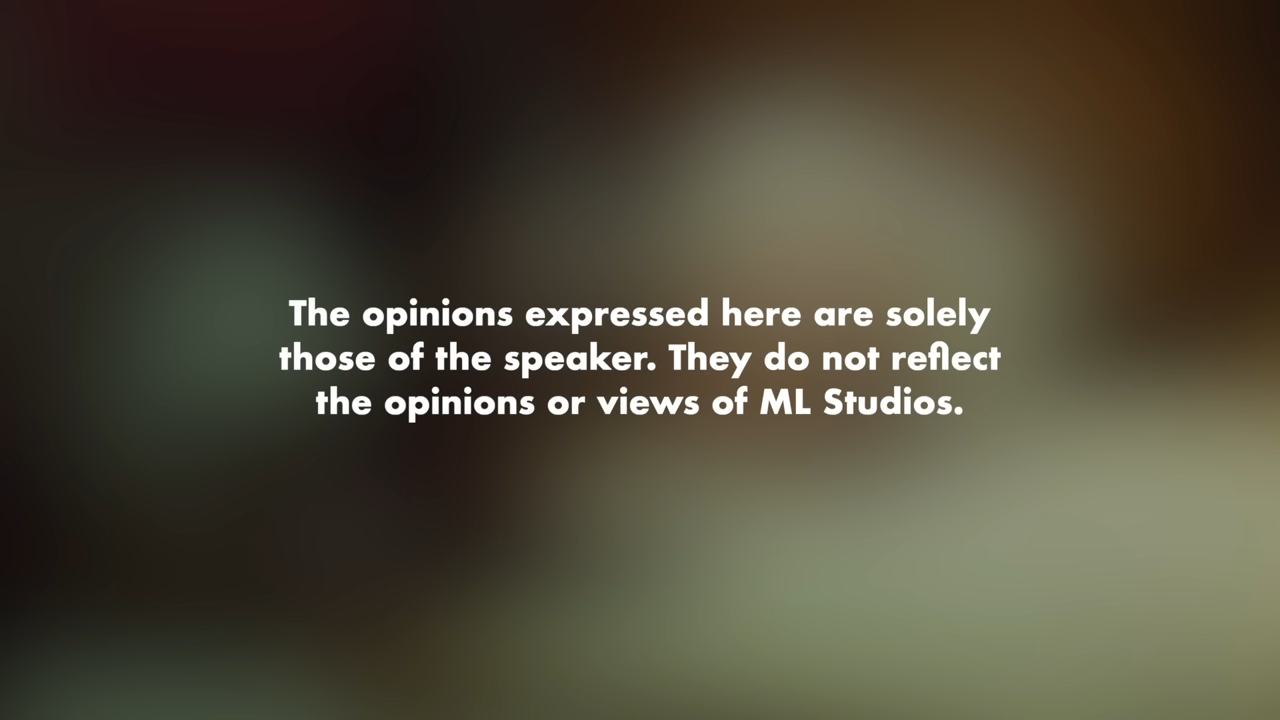 The opinions expressed here are solely
those of the speaker. They do not reflect
the opinions or views of ML Studios.